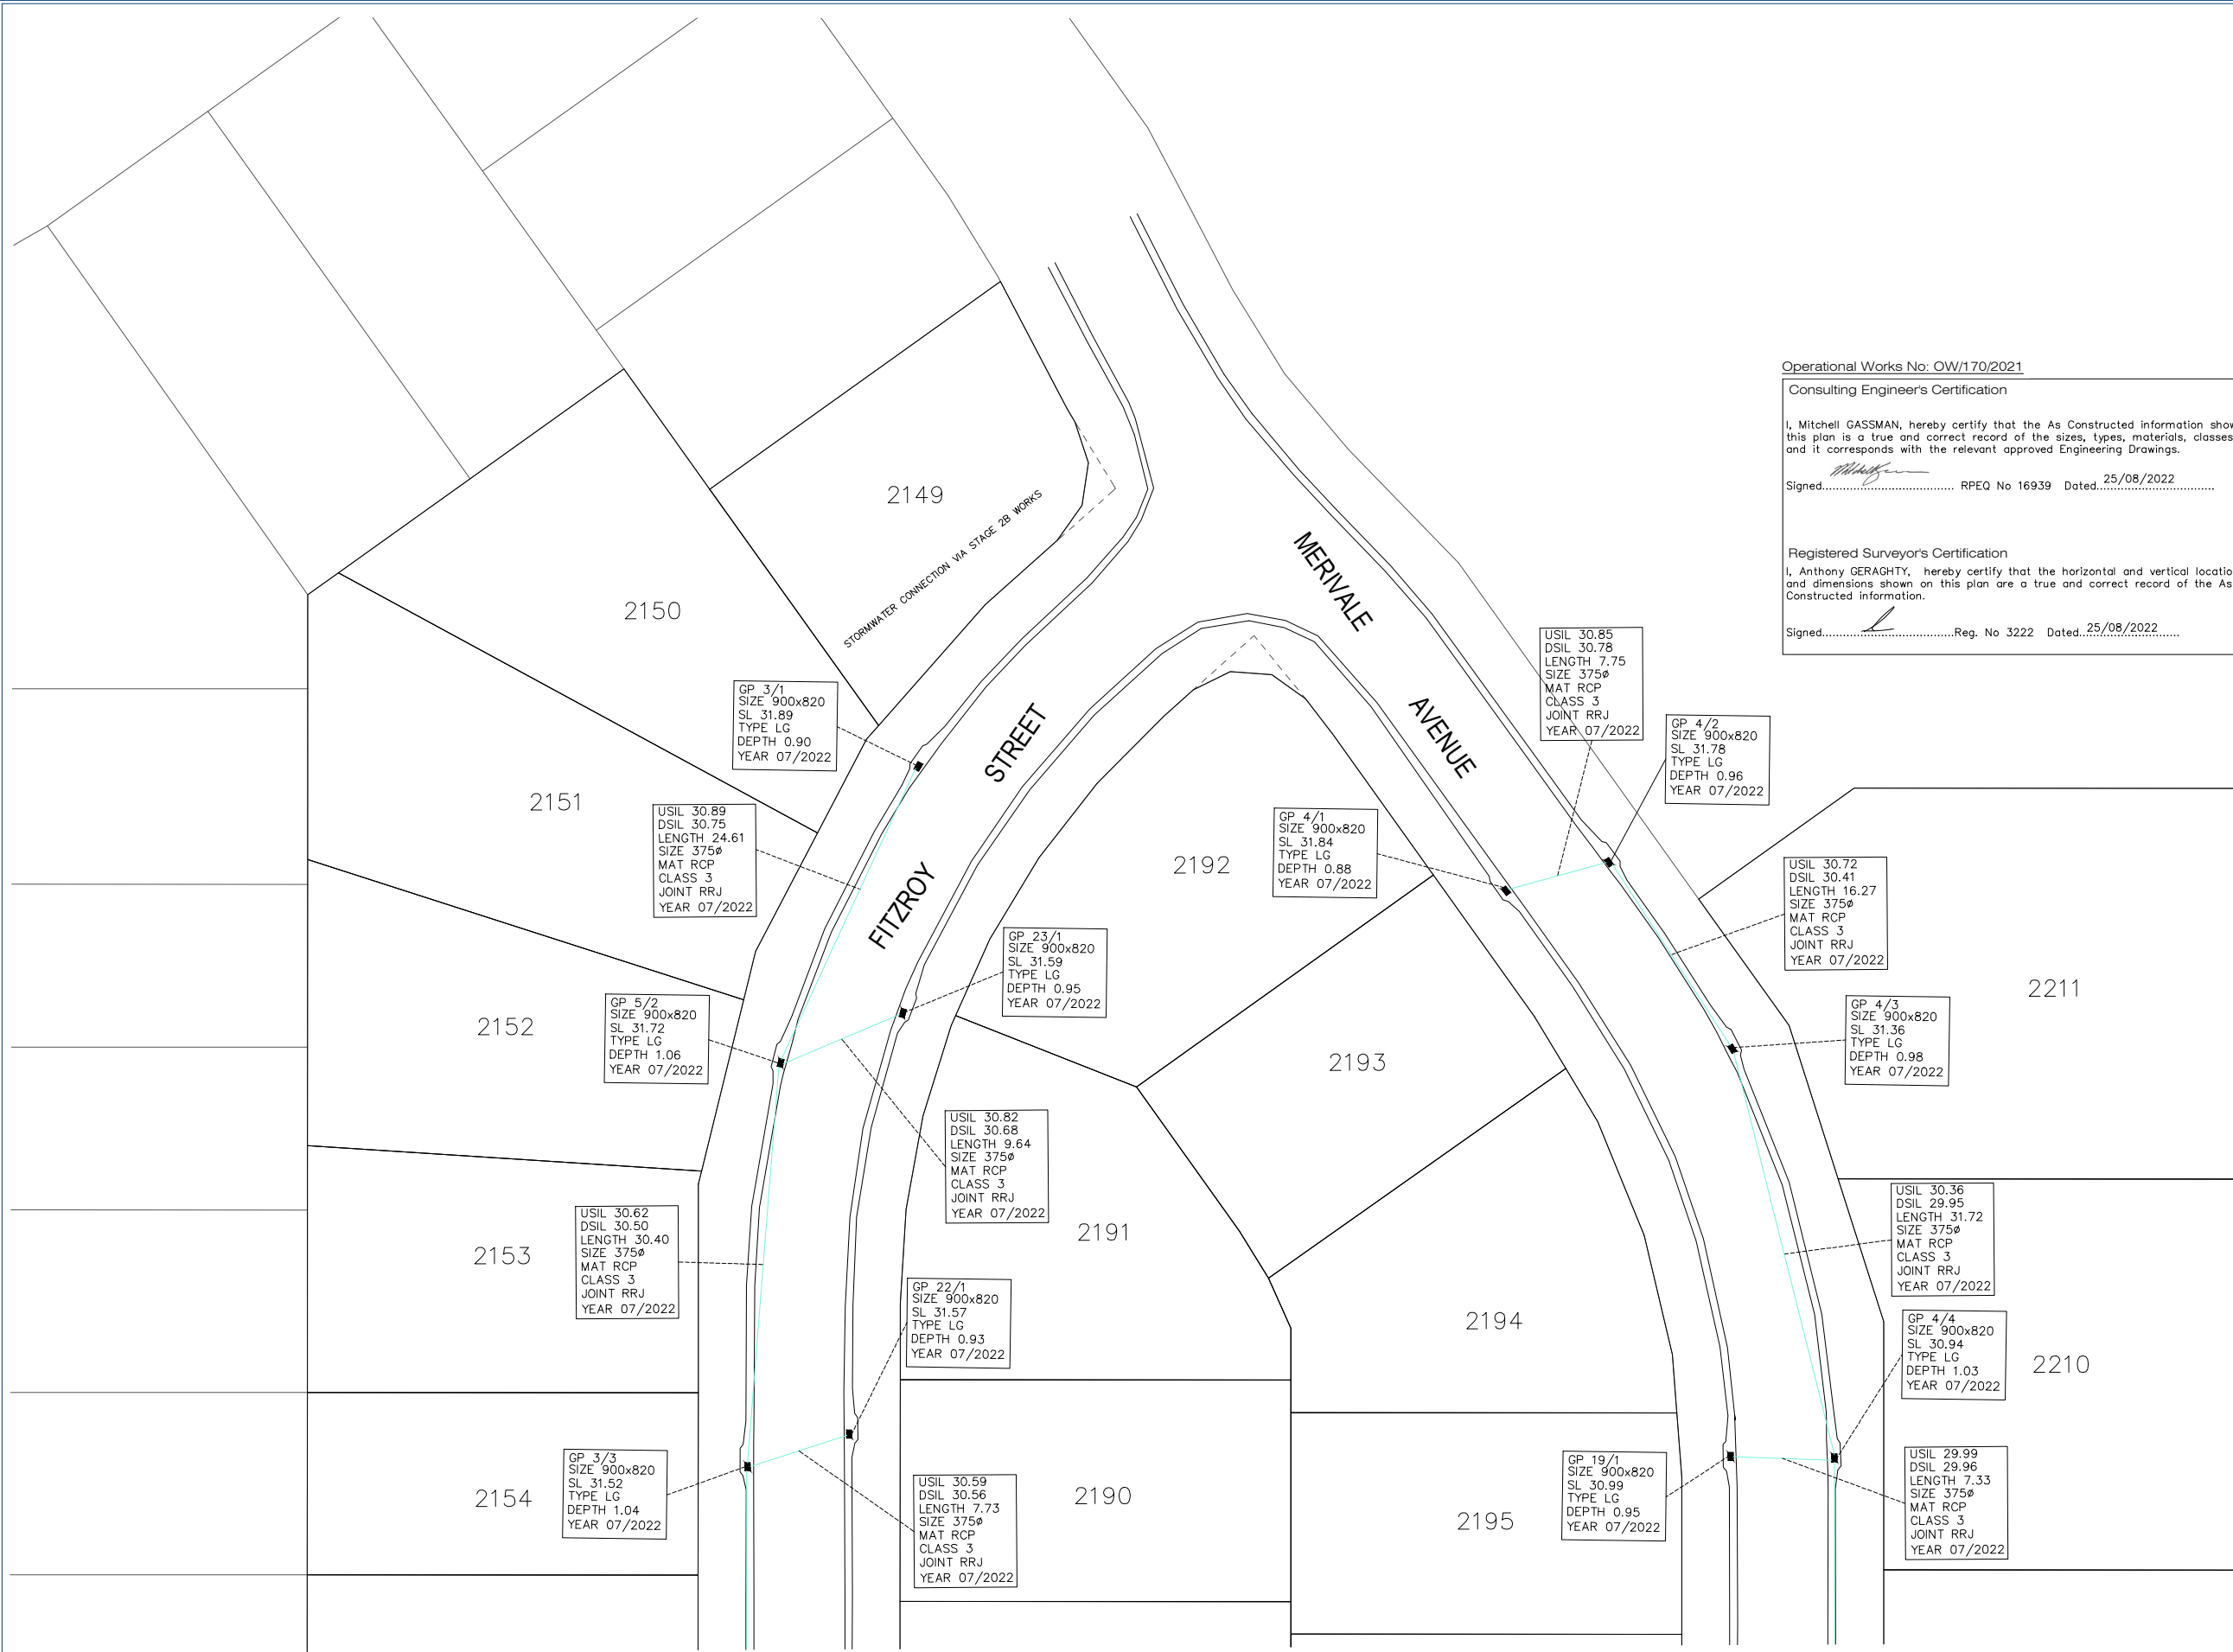 Operational Works No: OW/170/2021
Consulting Engineer's Certification
I, Mitchell GASSMAN, hereby certify that the As Constructed information show
this plan is a true and correct record of the sizes, types, materials, classes
and it corresponds with the relevant approved Engineering Drawings.
Signed.................................... RPEQ No 16939 Dated 25/08/2022
Registered Surveyor's Certification
I, Anthony GERAGHTY, hereby certify that the horizontal and vertical locatio
and dimensions shown on this plan are a true and correct record of the As
Constructed information.
Signed....................................Reg. No 3222 Dated 25/08/2022
2149
STORMWATER CONNECTION VIA STAGE 2B WORKS
MERIVALE
AVENUE
2150
GP 3/1
SIZE 900x820
SL 31.89
TYPE LG
DEPTH 0.90
YEAR 07/2022
STREET
FITZROY
USIL 30.85
DSIL 30.78
LENGTH 7.75
SIZE 375ø
MAT RCP
CLASS 3
JOINT RRJ
YEAR 07/2022
GP 4/2
SIZE 900x820
SL 31.78
TYPE LG
DEPTH 0.96
YEAR 07/2022
2151
USIL 30.89
DSIL 30.75
LENGTH 24.61
SIZE 375ø
MAT RCP
CLASS 3
JOINT RRJ
YEAR 07/2022
2192
GP 4/1
SIZE 900x820
SL 31.84
TYPE LG
DEPTH 0.88
YEAR 07/2022
USIL 30.72
DSIL 30.41
LENGTH 16.27
SIZE 375ø
MAT RCP
CLASS 3
JOINT RRJ
YEAR 07/2022
2211
GP 23/1
SIZE 900x820
SL 31.59
TYPE LG
DEPTH 0.95
YEAR 07/2022
2152
GP 5/2
SIZE 900x820
SL 31.72
TYPE LG
DEPTH 1.06
YEAR 07/2022
2193
GP 4/3
SIZE 900x820
SL 31.36
TYPE LG
DEPTH 0.98
YEAR 07/2022
USIL 30.82
DSIL 30.68
LENGTH 9.64
SIZE 375ø
MAT RCP
CLASS 3
JOINT RRJ
YEAR 07/2022
2153
USIL 30.62
DSIL 30.50
LENGTH 30.40
SIZE 375ø
MAT RCP
CLASS 3
JOINT RRJ
YEAR 07/2022
2191
USIL 30.36
DSIL 29.95
LENGTH 31.72
SIZE 375ø
MAT RCP
CLASS 3
JOINT RRJ
YEAR 07/2022
GP 22/1
SIZE 900x820
SL 31.57
TYPE LG
DEPTH 0.93
YEAR 07/2022
2194
GP 4/4
SIZE 900x820
SL 30.94
TYPE LG
DEPTH 1.03
YEAR 07/2022
2210
2154
GP 3/3
SIZE 900x820
SL 31.52
TYPE LG
DEPTH 1.04
YEAR 07/2022
USIL 30.59
DSIL 30.56
LENGTH 7.73
SIZE 375ø
MAT RCP
CLASS 3
JOINT RRJ
YEAR 07/2022
2190
2195
GP 19/1
SIZE 900x820
SL 30.99
TYPE LG
DEPTH 0.95
YEAR 07/2022
USIL 29.99
DSIL 29.96
LENGTH 7.33
SIZE 375ø
MAT RCP
CLASS 3
JOINT RRJ
YEAR 07/2022